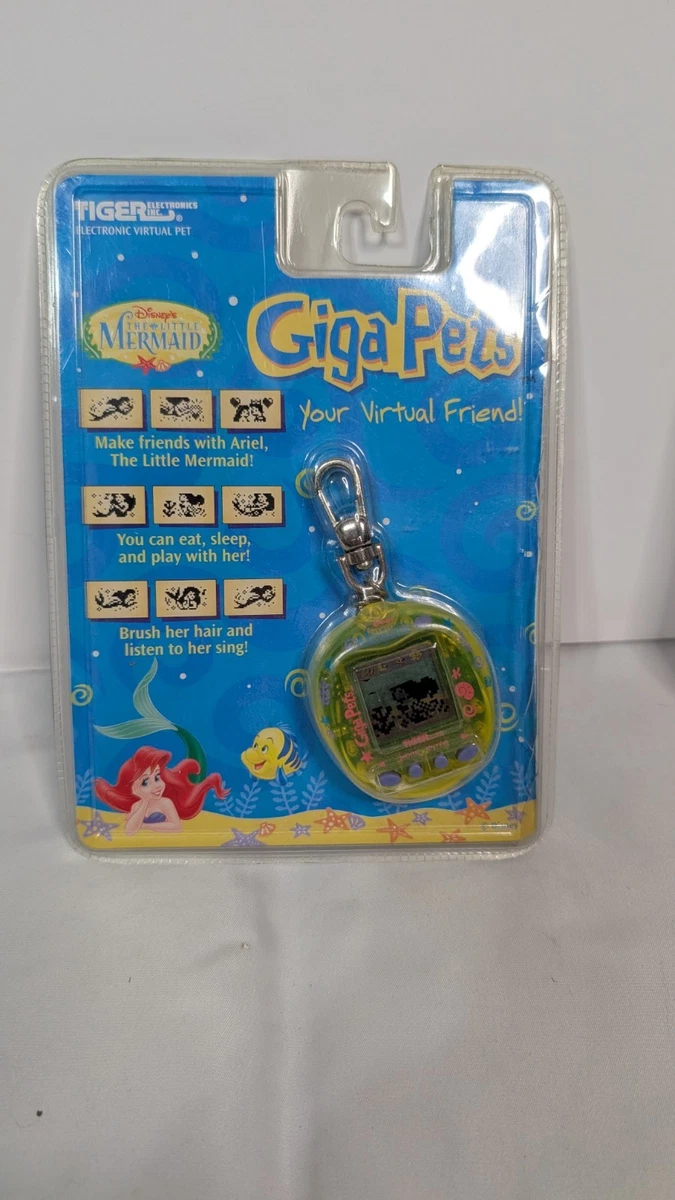 TIGER ELECTRONICS INC. ®
ELECTRONIC VIRTUAL PET
Disney's
THE LITTLE
MERMAID
Giga Pets
Your Virtual Friend!
Make friends with Ariel,
The Little Mermaid!
You can eat, sleep,
and play with her!
Brush her hair and
listen to her sing!
Giga Pets
© DISNEY